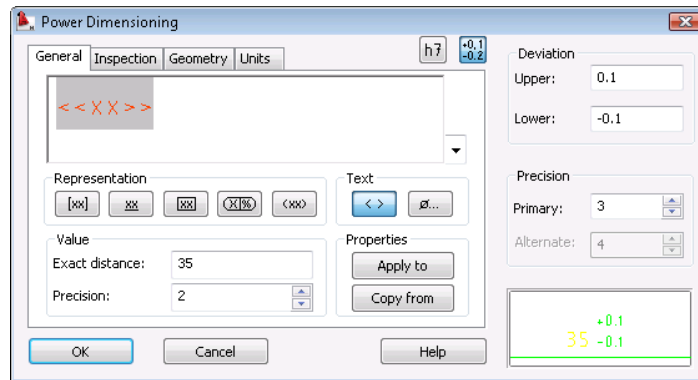 Power Dimensioning
General Inspection Geometry Units
h7
+0.1
-0.2
<<XX>>
Representation
[xx] xx xx (X|%) (xx)
Text
<> ø...
Value
Exact distance: 35
Precision: 2
Properties
Apply to
Copy from
OK Cancel Help
Deviation
Upper: 0.1
Lower: -0.1
Precision
Primary: 3
Alternate: 4
35 +0.1
-0.1